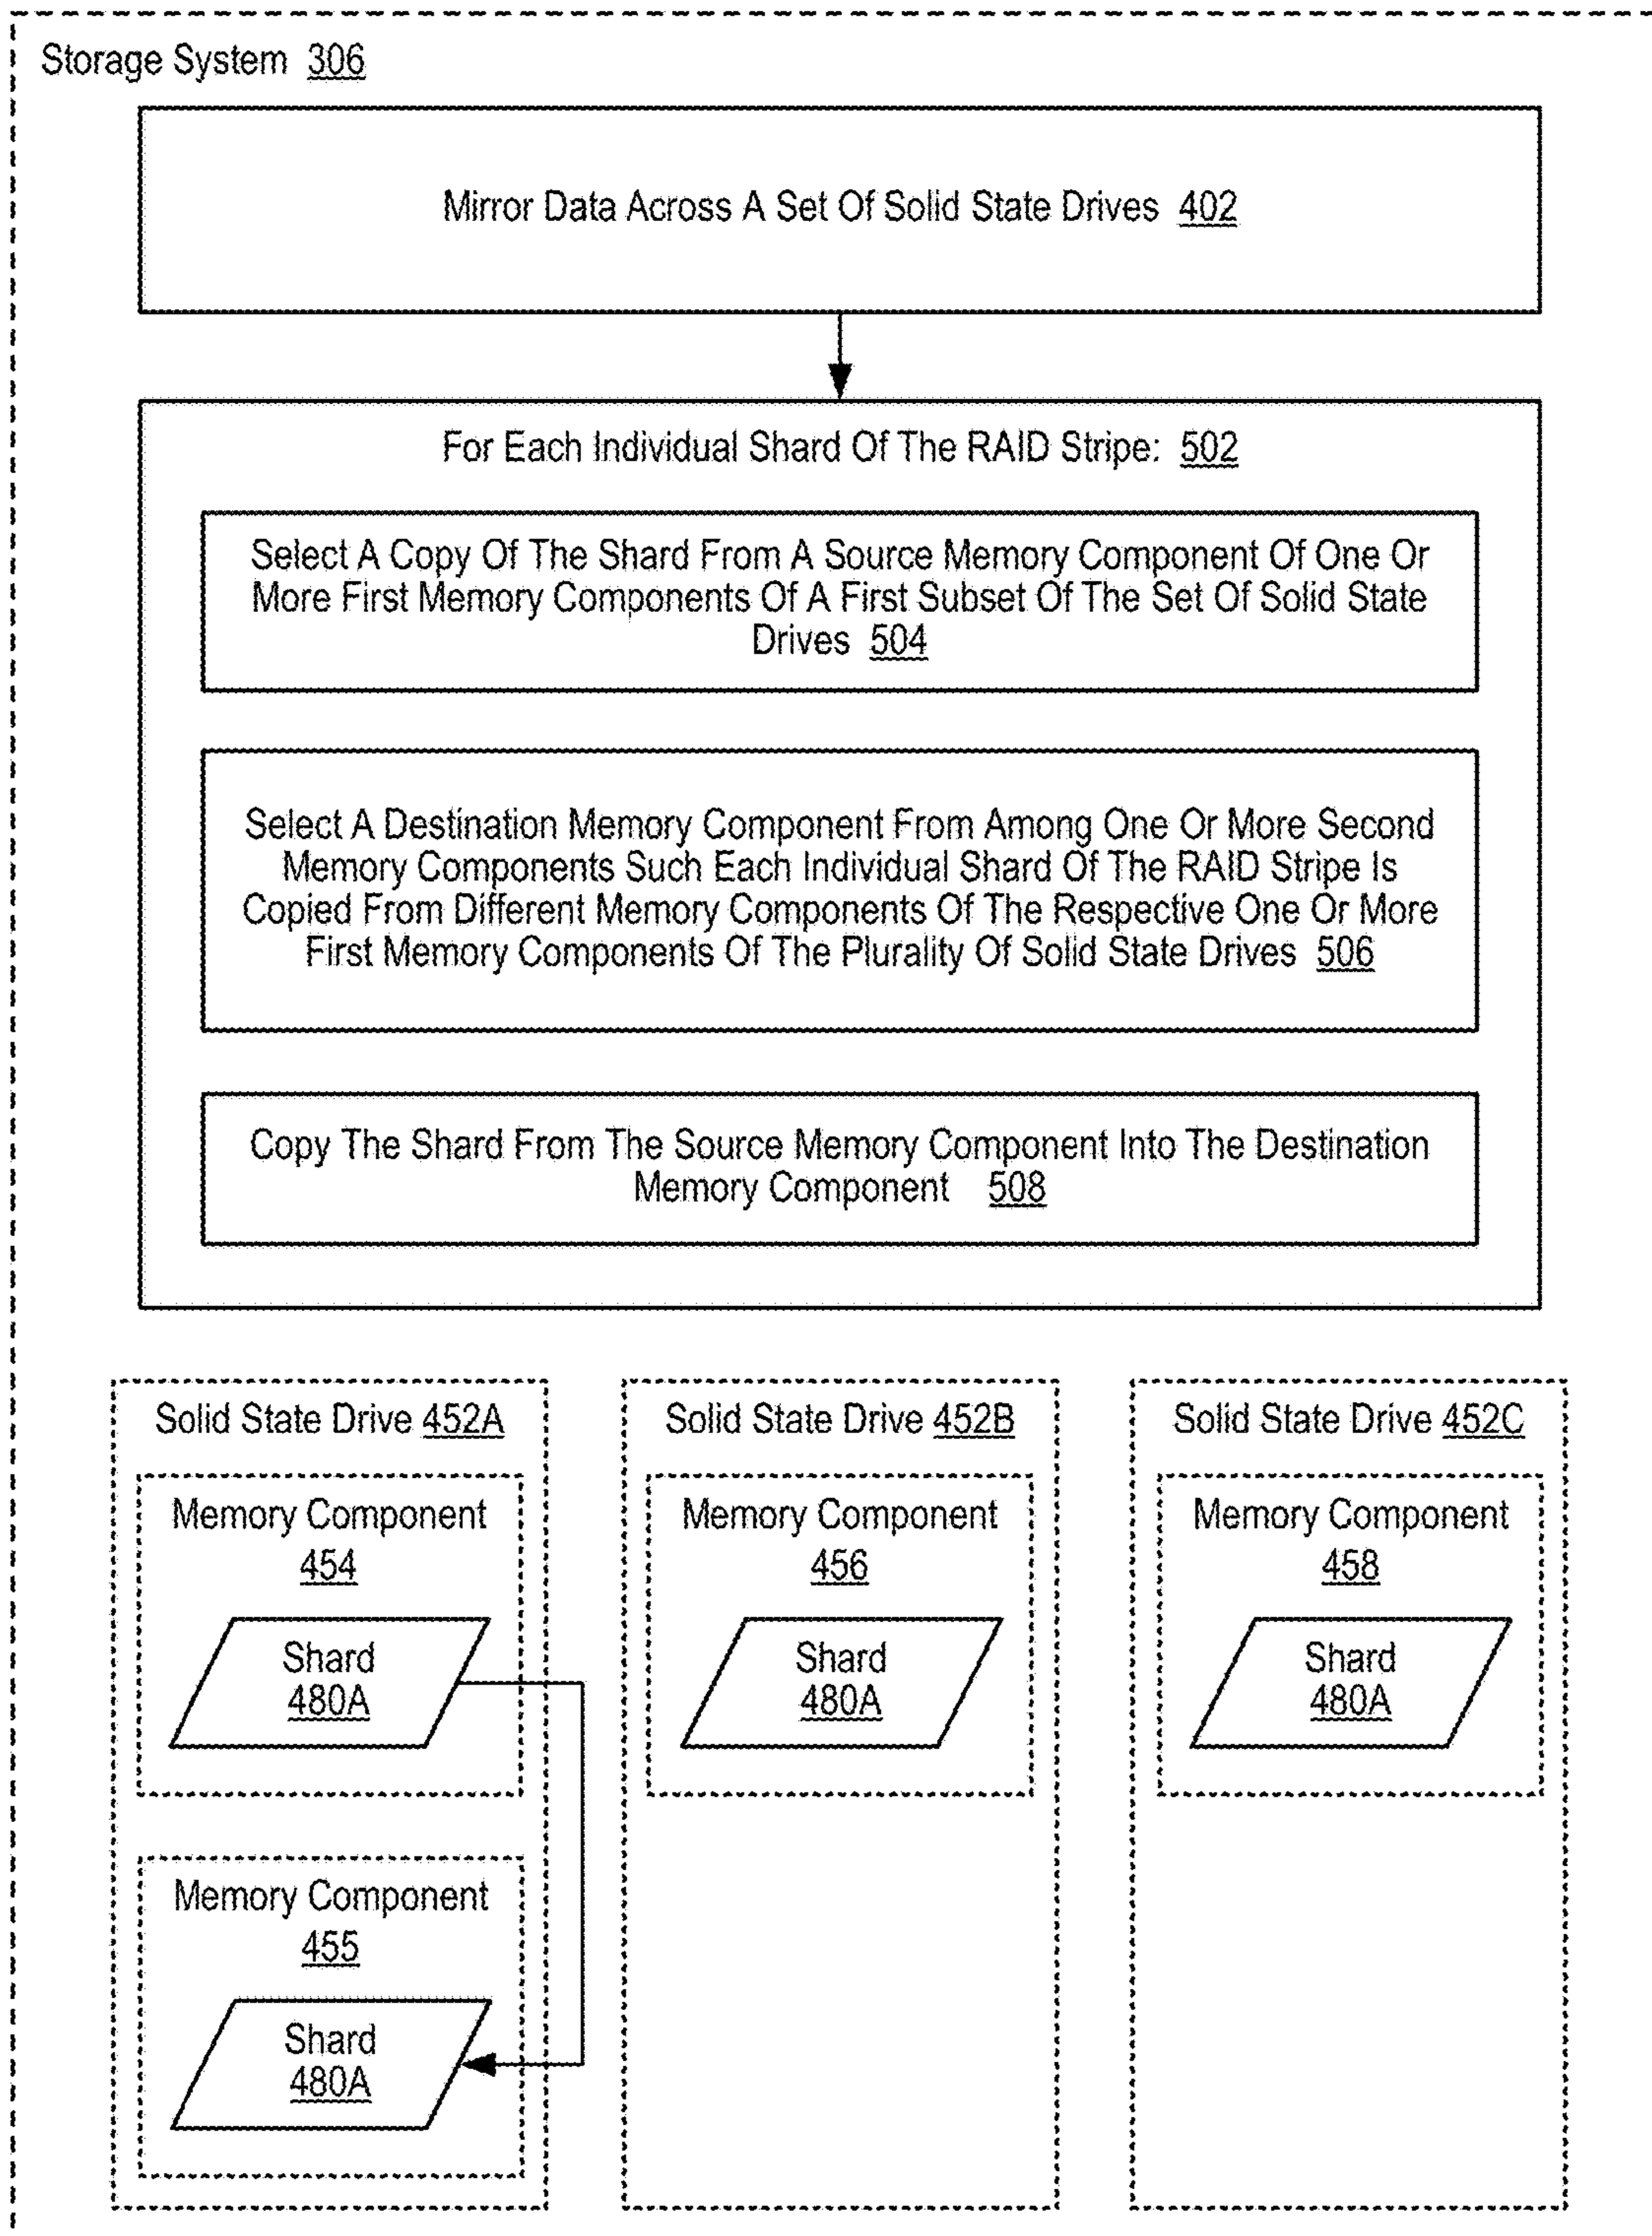 Storage System 306
Mirror Data Across A Set Of Solid State Drives 402
For Each Individual Shard Of The RAID Stripe: 502
Select A Copy Of The Shard From A Source Memory Component Of One Or
More First Memory Components Of A First Subset Of The Set Of Solid State
Drives 504
Select A Destination Memory Component From Among One Or More Second
Memory Components Such Each Individual Shard Of The RAID Stripe Is
Copied From Different Memory Components Of The Respective One Or More
First Memory Components Of The Plurality Of Solid State Drives 506
Copy The Shard From The Source Memory Component Into The Destination
Memory Component 508
Solid State Drive 452A
Memory Component
454
Shard
480A
Memory Component
455
Shard
480A
Solid State Drive 452B
Memory Component
456
Shard
480A
Solid State Drive 452C
Memory Component
458
Shard
480A